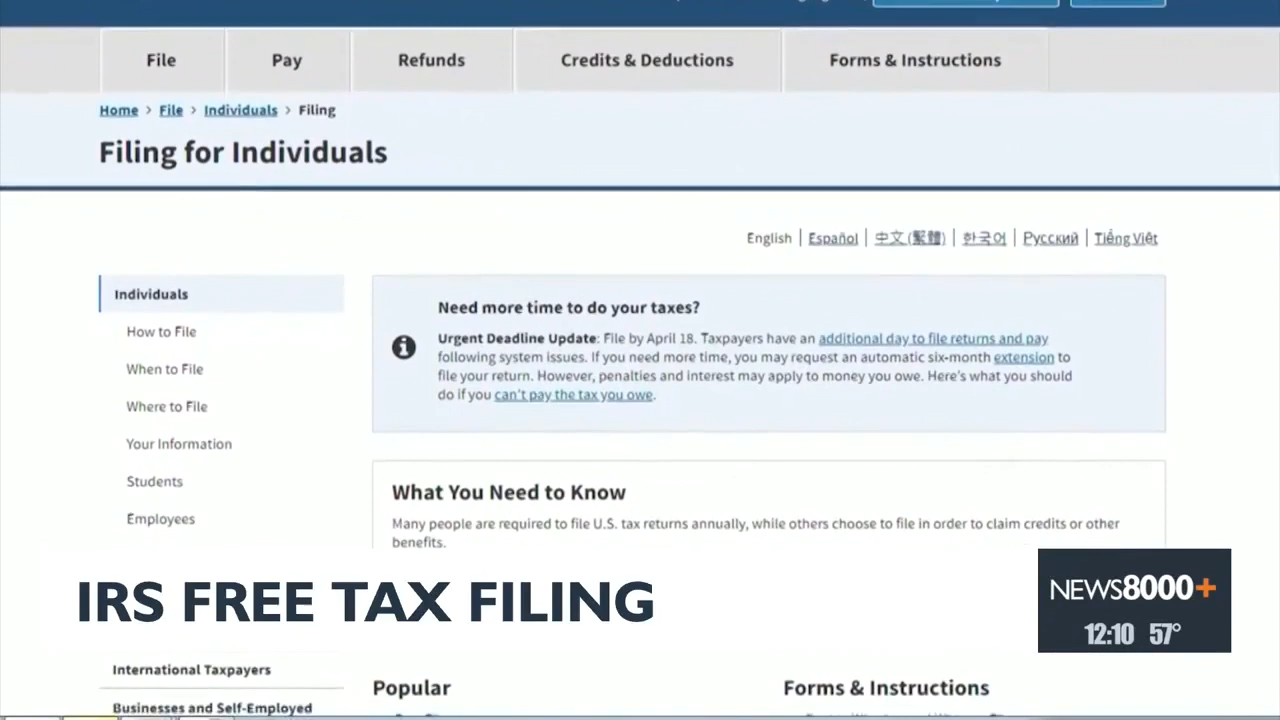 File Pay Refunds Credits & Deductions Forms & Instructions
Home > File > Individuals > Filing
Filing for Individuals
English | Español | 中文 (繁體) | 한국어 | Русский | Tiếng Việt
Individuals
How to File
When to File
Where to File
Your Information
Students
Employees
Need more time to do your taxes?
Urgent Deadline Update: File by April 18. Taxpayers have an additional day to file returns and pay
following system issues. If you need more time, you may request an automatic six-month extension to
file your return. However, penalties and interest may apply to money you owe. Here's what you should
do if you can't pay the tax you owe.
What You Need to Know
Many people are required to file U.S. tax returns annually, while others choose to file in order to claim credits or other
benefits.
IRS FREE TAX FILING
NEWS8000+
12:10 57°
International Taxpayers
Businesses and Self-Employed
Popular
Forms & Instructions